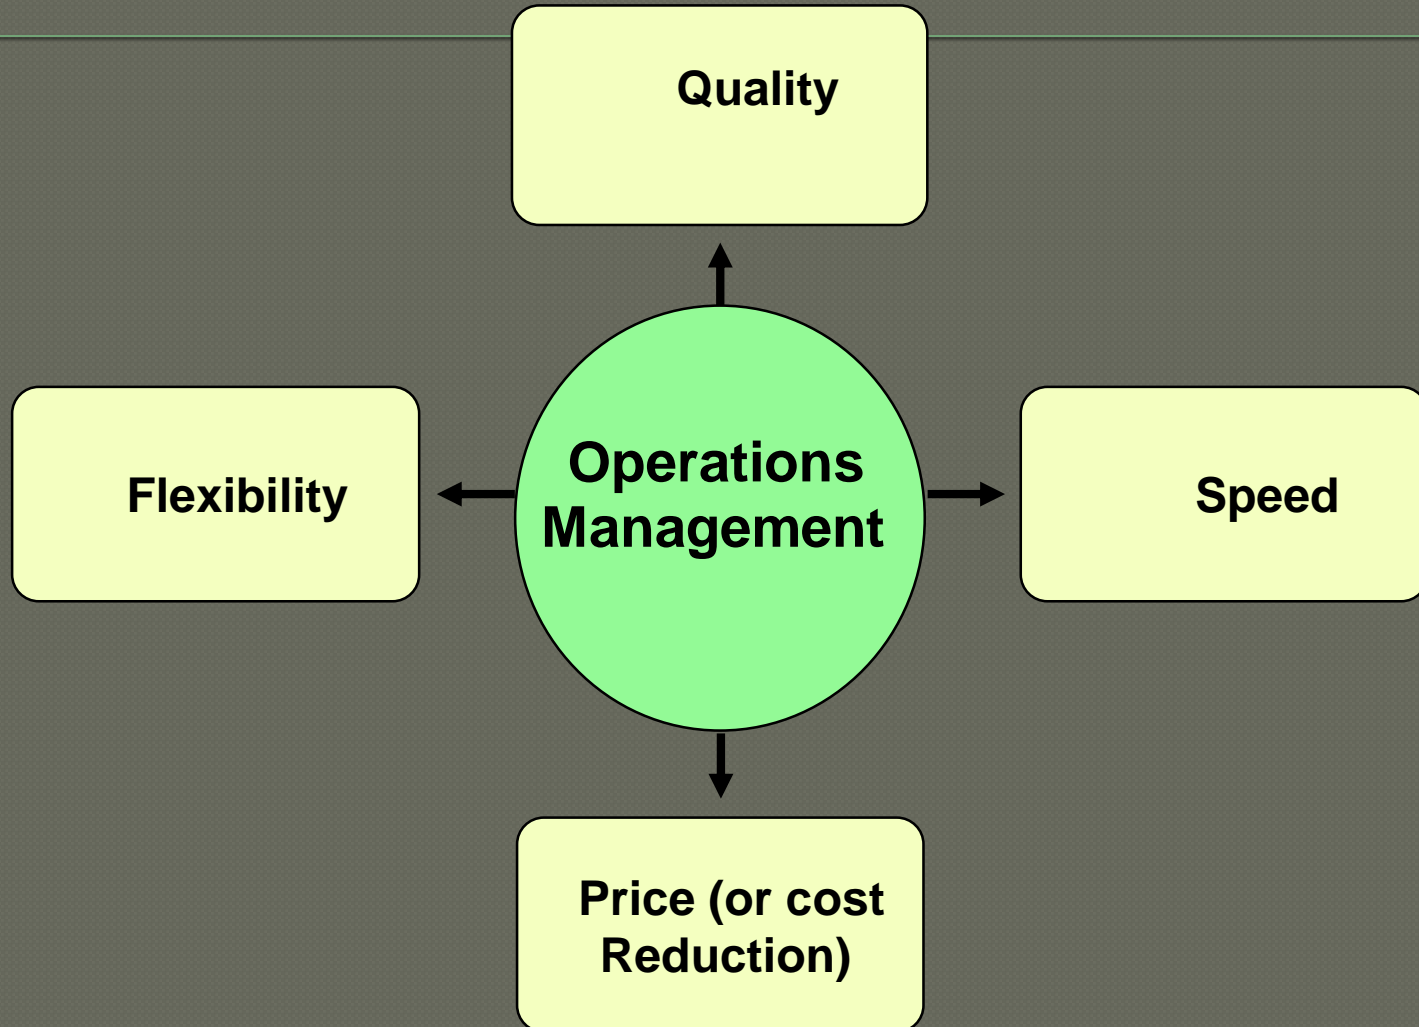 Quality
Flexibility
Operations
Management
Speed
Price (or cost
Reduction)